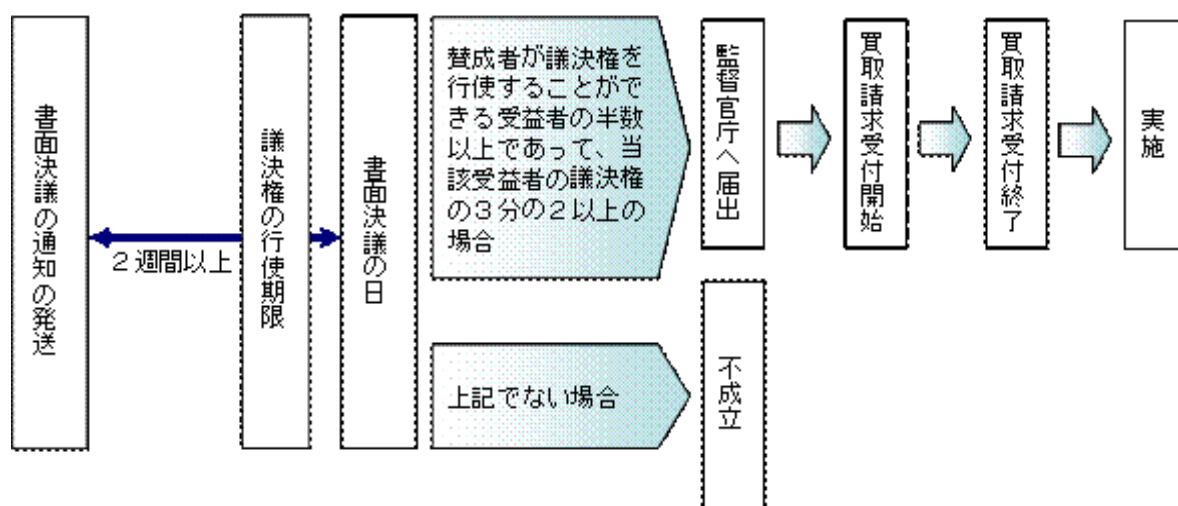 書面決議の通知の発送
２週間以上
議決権の行使期限
書面決議の日
賛成者が議決権を
行使することがで
きる受益者の半数
以上であって、当
該受益者の議決権
の３分の２以上の
場合
監督官庁へ届出
買取請求受付開始
買取請求受付終了
実施
上記でない場合
不成立